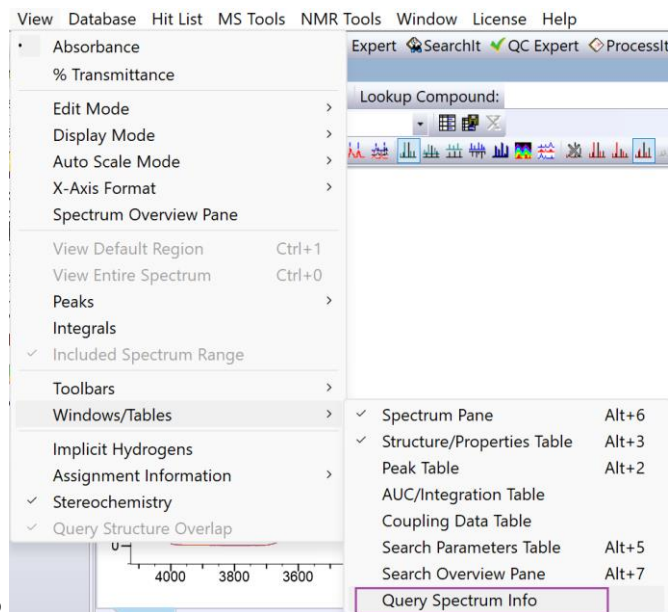 View Database Hit List MS Tools NMR Tools Window License Help
Absorbance
% Transmittance
Edit Mode
Display Mode
Auto Scale Mode
X-Axis Format
Spectrum Overview Pane
View Default Region Ctrl+1
View Entire Spectrum Ctrl+0
Peaks
Integrals
Included Spectrum Range
Toolbars
Windows/Tables
Implicit Hydrogens
Assignment Information
Stereochemistry
Query Structure Overlap
Expert SearchIt QC Expert ProcessIt
Lookup Compound:
Spectrum Pane Alt+6
Structure/Properties Table Alt+3
Peak Table Alt+2
AUC/Integration Table
Coupling Data Table
Search Parameters Table Alt+5
Search Overview Pane Alt+7
Query Spectrum Info
0
4000 3800 3600